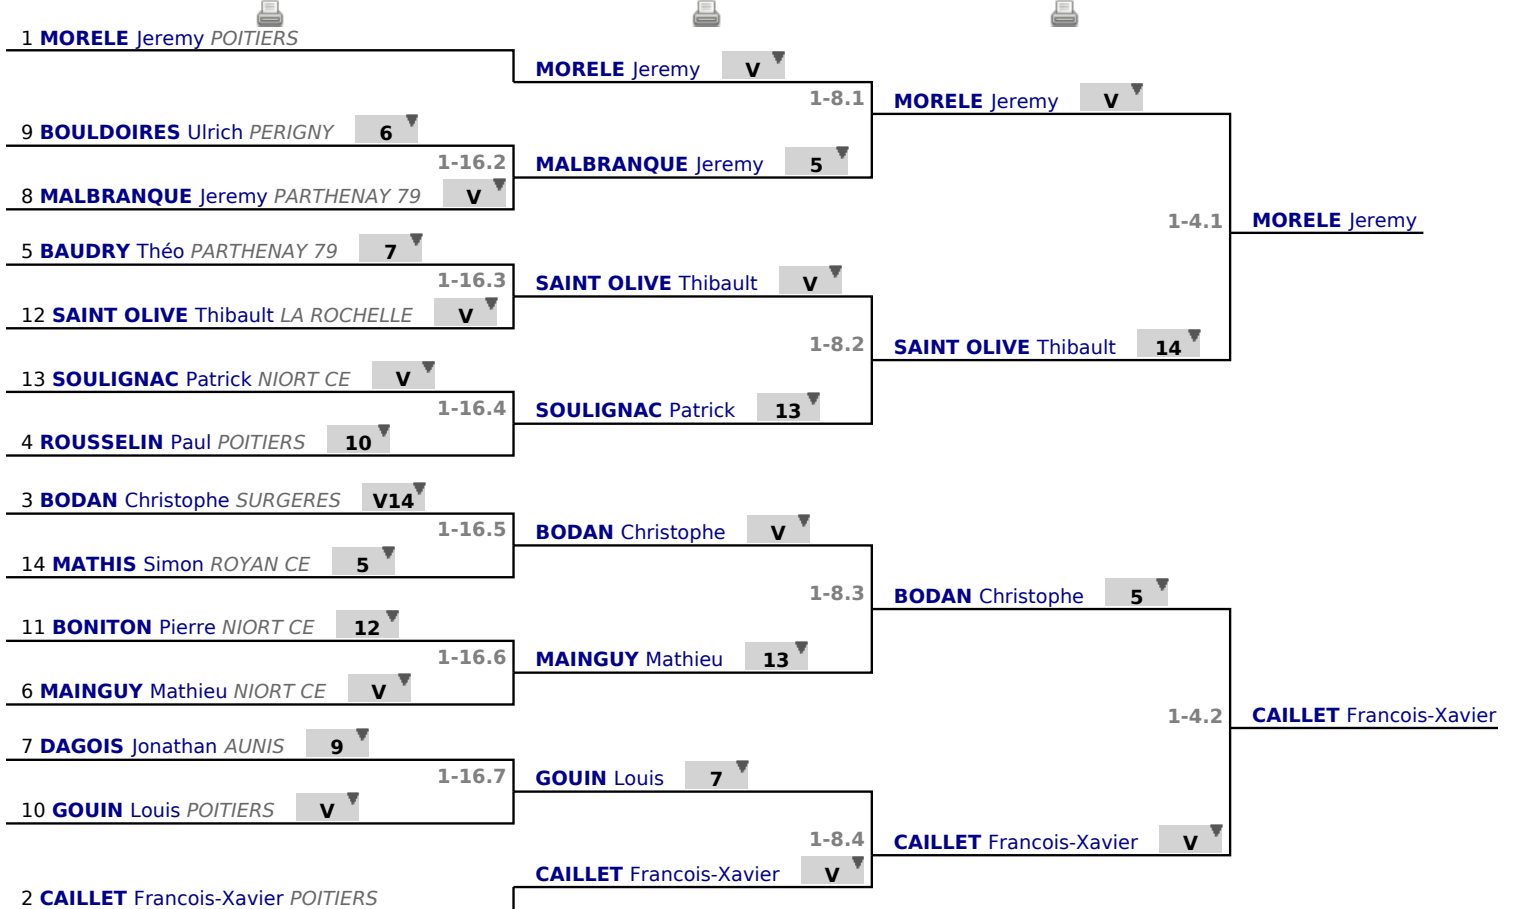 1 MORELE Jeremy POITIERS
9 BOULDOIRES Ulrich PERIGNY 6
1-16.2
8 MALBRANQUE Jeremy PARTHENAY 79 V
5 BAUDRY Théo PARTHENAY 79 7
1-16.3
12 SAINT OLIVE Thibault LA ROCHELLE V
13 SOULIGNAC Patrick NIORT CE V
1-16.4
4 ROUSSELIN Paul POITIERS 10
3 BODAN Christophe SURGERES V14
1-16.5
14 MATHIS Simon ROYAN CE 5
11 BONITON Pierre NIORT CE 12
1-16.6
6 MAINGUY Mathieu NIORT CE V
7 DAGOIS Jonathan AUNIS 9
1-16.7
10 GOUIN Louis POITIERS V
2 CAILLET Francois-Xavier POITIERS
MORELE Jeremy V
1-8.1
MALBRANQUE Jeremy 5
SAINT OLIVE Thibault V
1-8.2
SOULIGNAC Patrick 13
BODAN Christophe V
1-8.3
MAINGUY Mathieu 13
GOUIN Louis 7
1-8.4
CAILLET Francois-Xavier V
MORELE Jeremy V
1-4.1
SAINT OLIVE Thibault 14
BODAN Christophe 5
1-4.2
CAILLET Francois-Xavier V
MORELE Jeremy
CAILLET Francois-Xavier